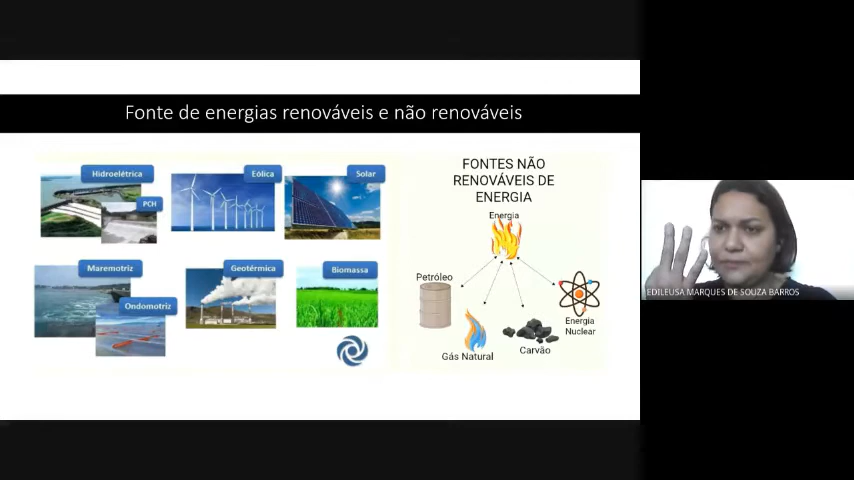 Fonte de energias renováveis e não renováveis
Hidroelétrica
PCH
Eólica
Solar
Maremotriz
Ondomotriz
Geotérmica
Biomassa
FONTES NÃO
RENOVÁVEIS DE
ENERGIA
Energia
Petróleo
Gás Natural
Carvão
Energia
Nuclear
EDILEUSA MARQUES DE SOUZA BARROS